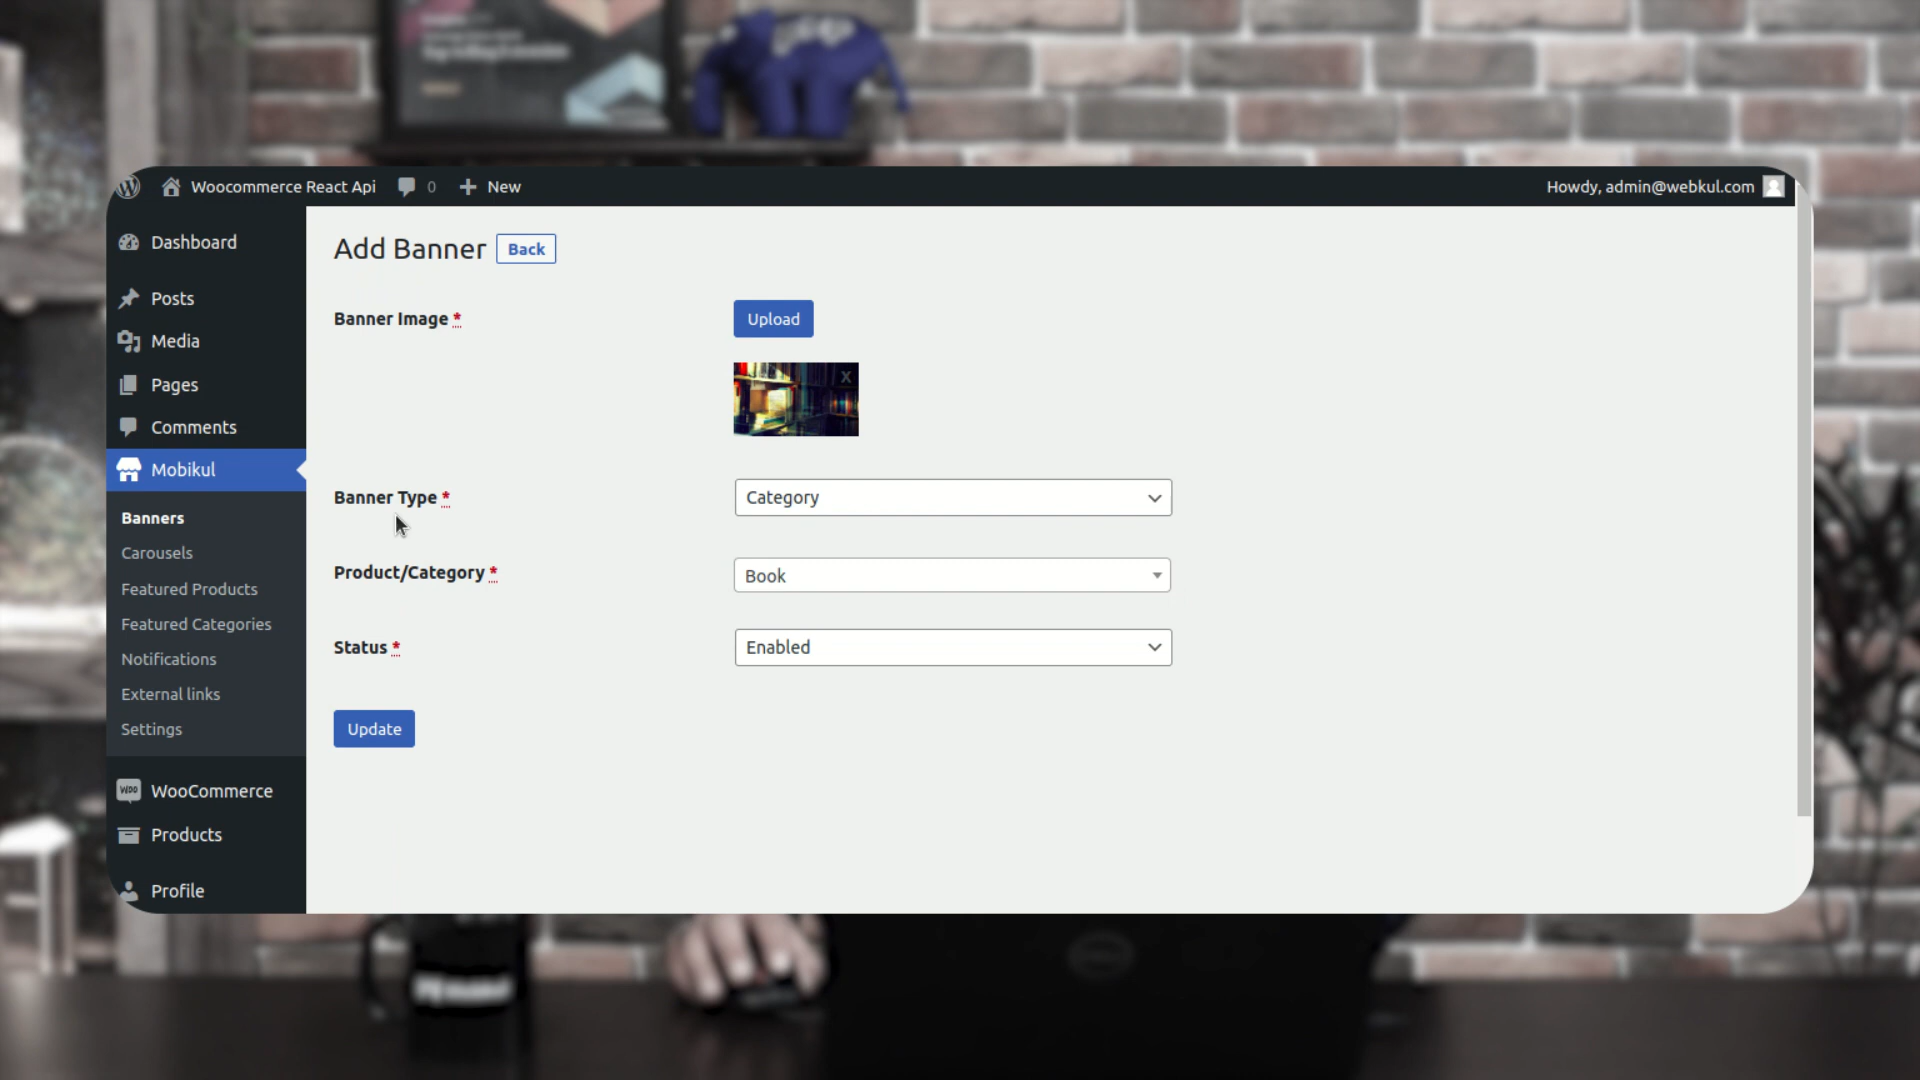 Woocommerce React Api
0
New
Howdy, admin@webkul.com
Dashboard
Posts
Media
Pages
Comments
Mobikul
Banners
Carousels
Featured Products
Featured Categories
Notifications
External links
Settings
WOO WooCommerce
Products
Profile
Add Banner
Back
Banner Image *
Upload
X
Banner Type *
Category
Product/Category *
Book
Status *
Enabled
Update